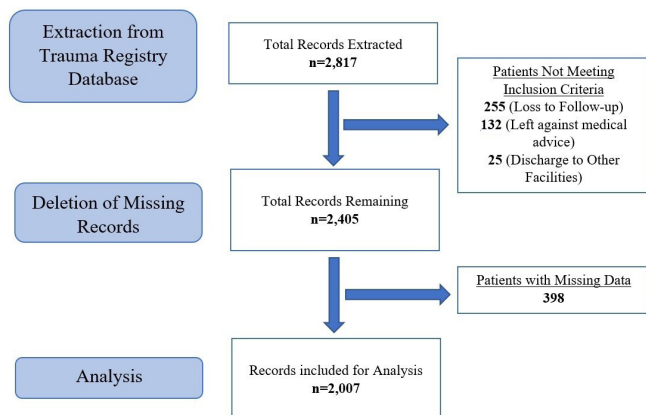 Extraction from
Trauma Registry
Database
Total Records Extracted
n=2,817
Patients Not Meeting
Inclusion Criteria
255 (Loss to Follow-up)
132 (Left against medical
advice)
25 (Discharge to Other
Facilities)
Deletion of Missing
Records
Total Records Remaining
n=2,405
Patients with Missing Data
398
Analysis
Records included for Analysis
n=2,007